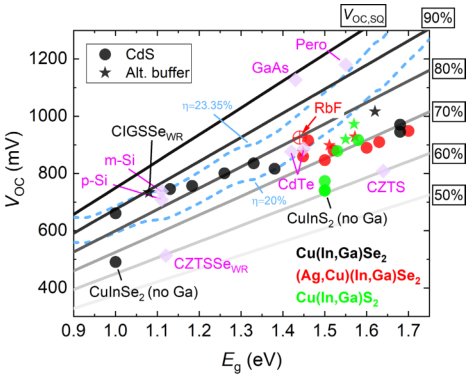 V_OC,SQ
90%
1200
Pero
GaAs
CdS
Alt. buffer
80%
η=23.35%
RbF
1000
CIGSSe_WR
70%
m-Si
p-Si
V_OC (mV)
800
CdTe
60%
η=20%
CZTS
CuInS₂ (no Ga)
50%
600
CZTSSe_WR
Cu(In,Ga)Se₂
(Ag,Cu)(In,Ga)Se₂
CuInSe₂ (no Ga)
Cu(In,Ga)S₂
400
0.9 1.0 1.1 1.2 1.3 1.4 1.5 1.6 1.7
E_g (eV)